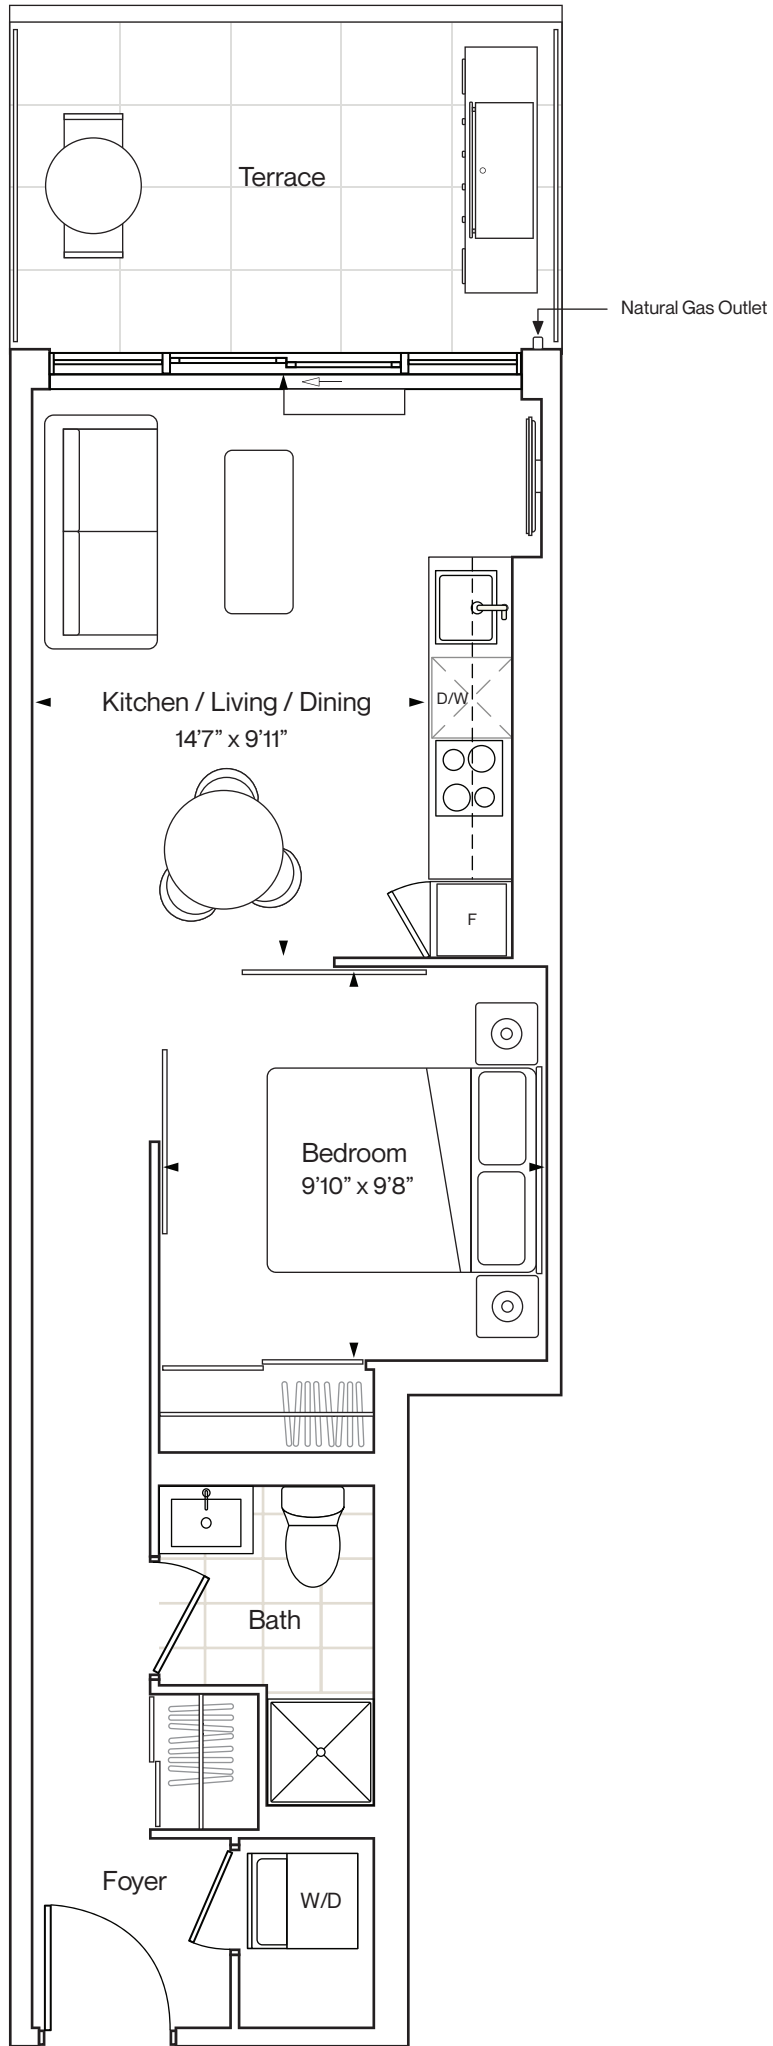 Terrace
Natural Gas Outlet
D/W
Kitchen / Living / Dining
14’7” x 9’11”
F
Bedroom
9’10” x 9’8”
Bath
Foyer
W/D